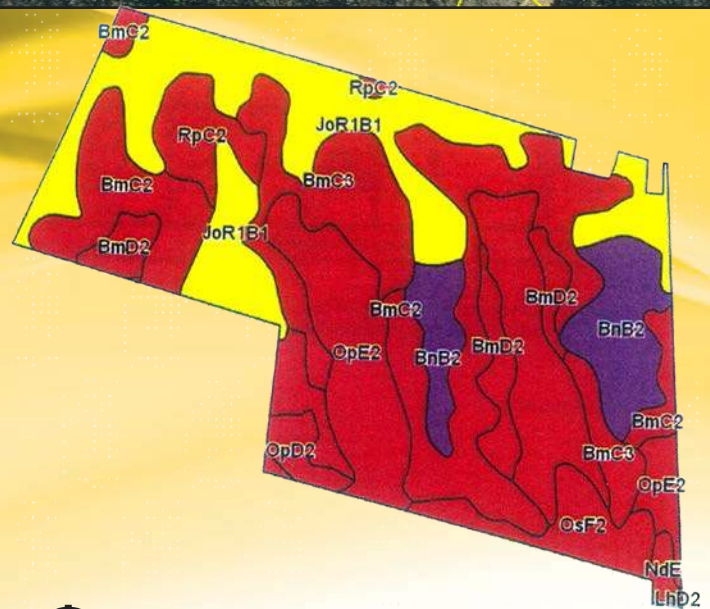 BmC2
RpC2
JoR1B1
RpC2
BmC2
BmC3
JoR1B1
BmD2
BmD2
BmC2
BnB2
OpE2
BnB2
BmD2
BmC2
OpD2
BmC3
OpE2
OsF2
NdE
LhD2